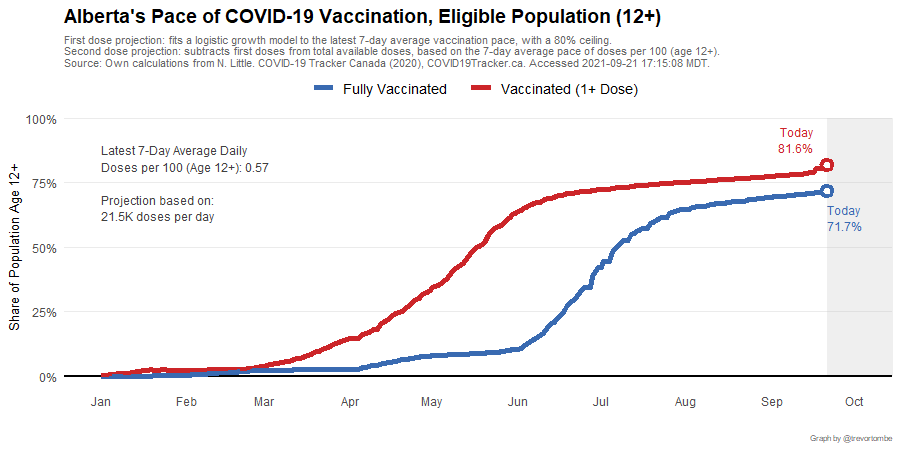 Alberta's Pace of COVID-19 Vaccination, Eligible Population (12+)
First dose projection: fits a logistic growth model to the latest 7-day average vaccination pace, with a 80% ceiling.
Second dose projection: subtracts first doses from total available doses, based on the 7-day average pace of doses per 100 (age 12+).
Source: Own calculations from N. Little. COVID-19 Tracker Canada (2020), COVID19Tracker.ca. Accessed 2021-09-21 17:15:08 MDT.
Fully Vaccinated
Vaccinated (1+ Dose)
Share of Population Age 12+
100%
75%
50%
25%
0%
Latest 7-Day Average Daily
Doses per 100 (Age 12+): 0.57
Projection based on:
21.5K doses per day
Today
81.6%
Today
71.7%
Jan
Feb
Mar
Apr
May
Jun
Jul
Aug
Sep
Oct
Graph by @trevortombe